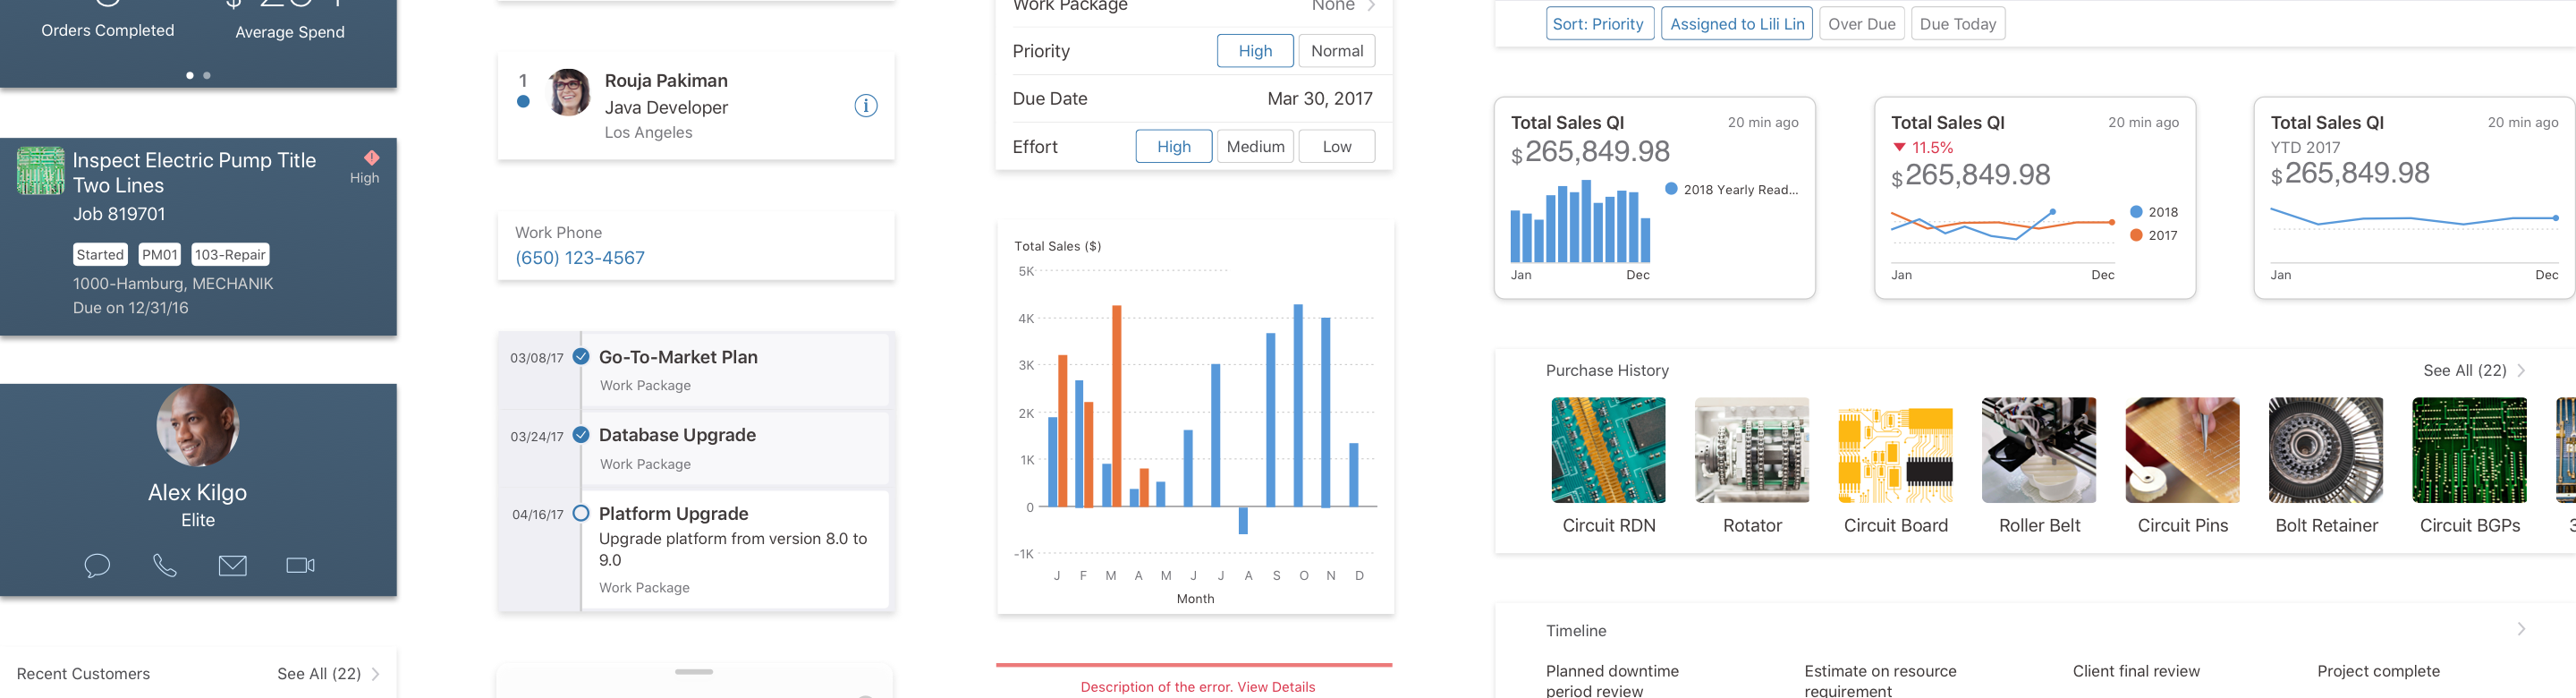 Orders Completed
Average Spend
Inspect Electric Pump Title
Two Lines
High
Job 819701
Started
PM01
103-Repair
1000-Hamburg, MECHANIK
Due on 12/31/16
Alex Kilgo
Elite
Recent Customers
See All (22)
1
Rouja Pakiman
Java Developer
Los Angeles
Work Phone
(650) 123-4567
03/08/17
Go-To-Market Plan
Work Package
03/24/17
Database Upgrade
Work Package
04/16/17
Platform Upgrade
Upgrade platform from version 8.0 to
9.0
Work Package
Work Package
None
Priority
High
Normal
Due Date
Mar 30, 2017
Effort
High
Medium
Low
Total Sales ($)
5K
4K
3K
2K
1K
0
-1K
J F M A M J J A S O N D
Month
Description of the error. View Details
Sort: Priority
Assigned to Lili Lin
Over Due
Due Today
Total Sales QI
20 min ago
$265,849.98
2018 Yearly Read...
Jan
Dec
Total Sales QI
20 min ago
11.5%
$265,849.98
2018
2017
Jan
Dec
Total Sales QI
20 min ago
YTD 2017
$265,849.98
Jan
Dec
Purchase History
See All (22)
Circuit RDN
Rotator
Circuit Board
Roller Belt
Circuit Pins
Bolt Retainer
Circuit BGPs
Timeline
Planned downtime
period review
Estimate on resource
requirement
Client final review
Project complete